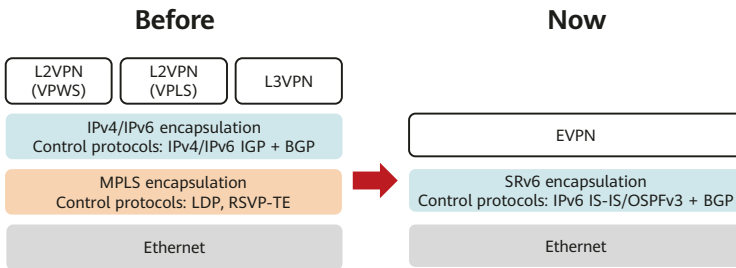 Before
L2VPN
(VPWS)
L2VPN
(VPLS)
L3VPN
IPv4/IPv6 encapsulation
Control protocols: IPv4/IPv6 IGP + BGP
MPLS encapsulation
Control protocols: LDP, RSVP-TE
Ethernet
Now
EVPN
SRv6 encapsulation
Control protocols: IPv6 IS-IS/OSPFv3 + BGP
Ethernet